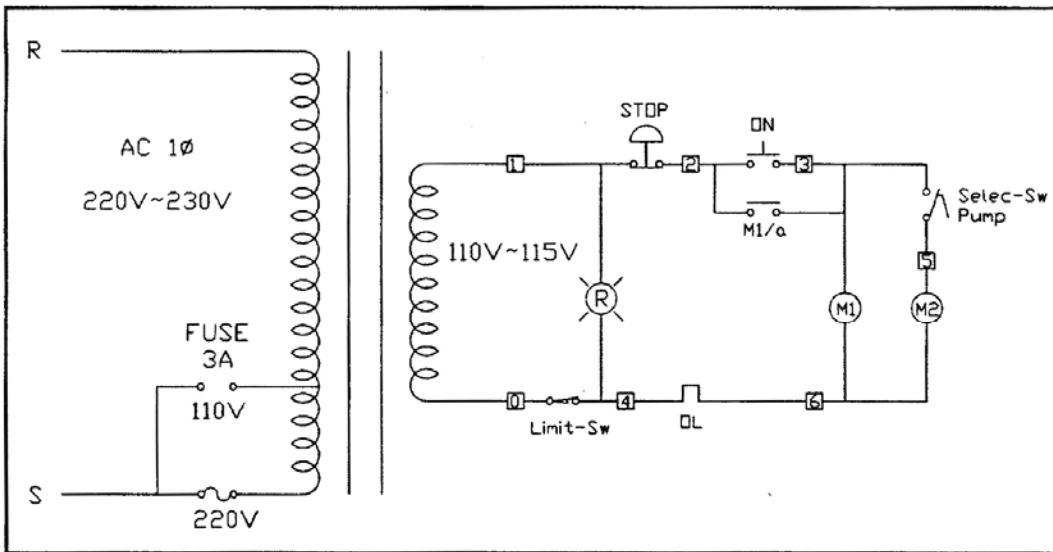 R
AC 1Ø
220V~230V
FUSE
3A
110V
S
220V
STOP
ON
1
2
3
M1/a
Selec-Sw
Pump
110V~115V
5
R
M1
M2
0
Limit-Sw
4
OL
6